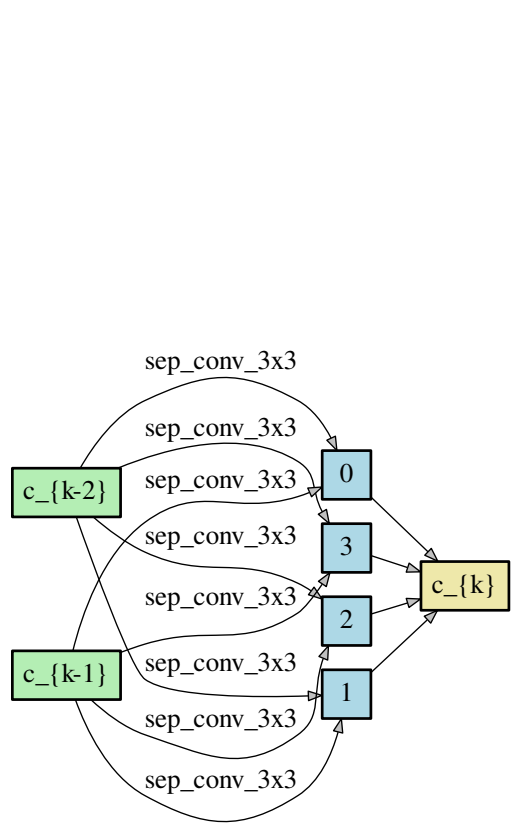 sep_conv_3x3
sep_conv_3x3
0
c_{k-2}
sep_conv_3x3
sep_conv_3x3
3
c_{k}
sep_conv_3x3
2
c_{k-1}
sep_conv_3x3
1
sep_conv_3x3
sep_conv_3x3